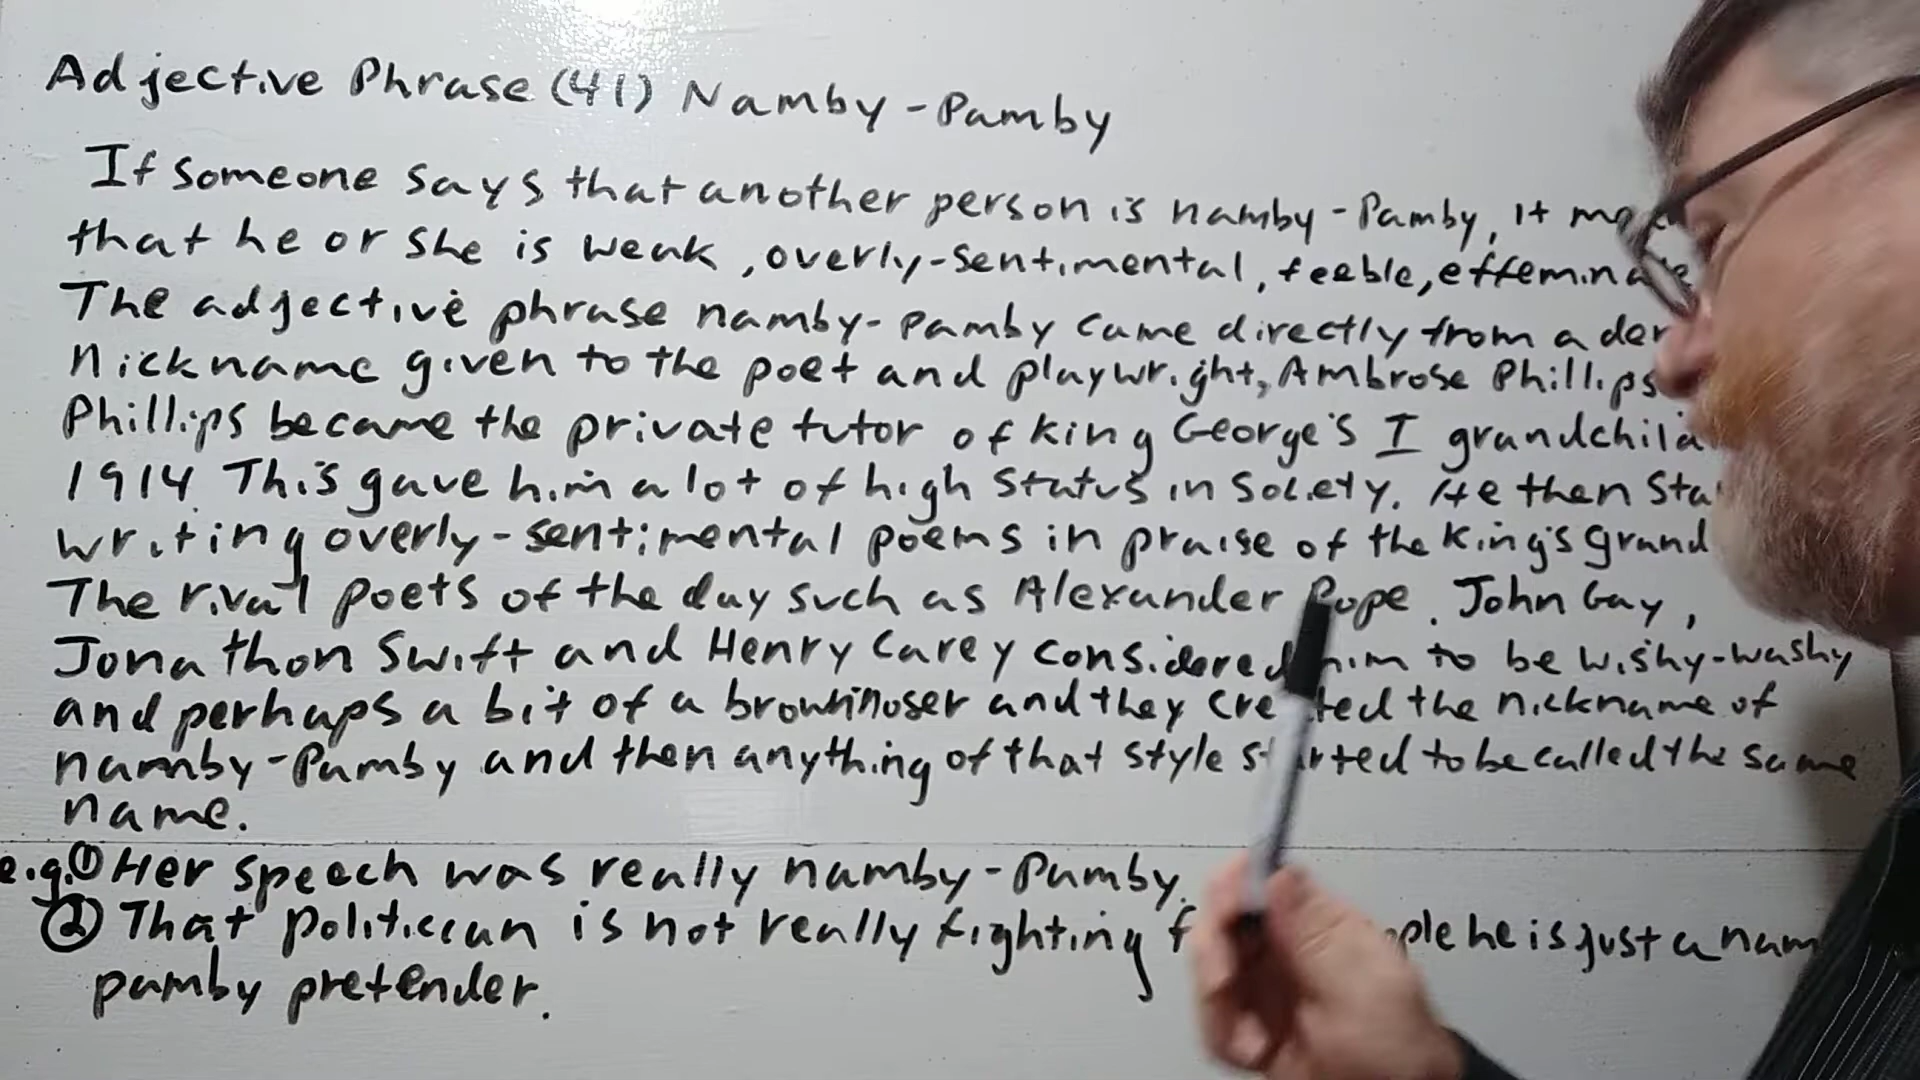 Adjective Phrase (41) Namby-Pamby
If someone says that another person is namby-Pamby, it
that he or she is weak, overly-sentimental, feeble,
The adjective phrase namby-pamby came directly from a
nickname given to the poet and playwright, Ambrose Phillips
Phillips became the private tutor of king George's I
1914 This gave him a lot of high status in society. He then
writing overly-sentimental poems in praise of the king's
The rival poets of the day such as Alexander Pope. John Gay,
Jonathon Swift and Henry Carey considered him to be wishy-washy
and perhaps a bit of a brownnoser and they created the nickname of
namby-Pamby and then anything of that style started to be called the same
name.
e.g. ① Her speech was really namby-Pamby.
② That politician is not really fighting he is just a
pamby pretender.